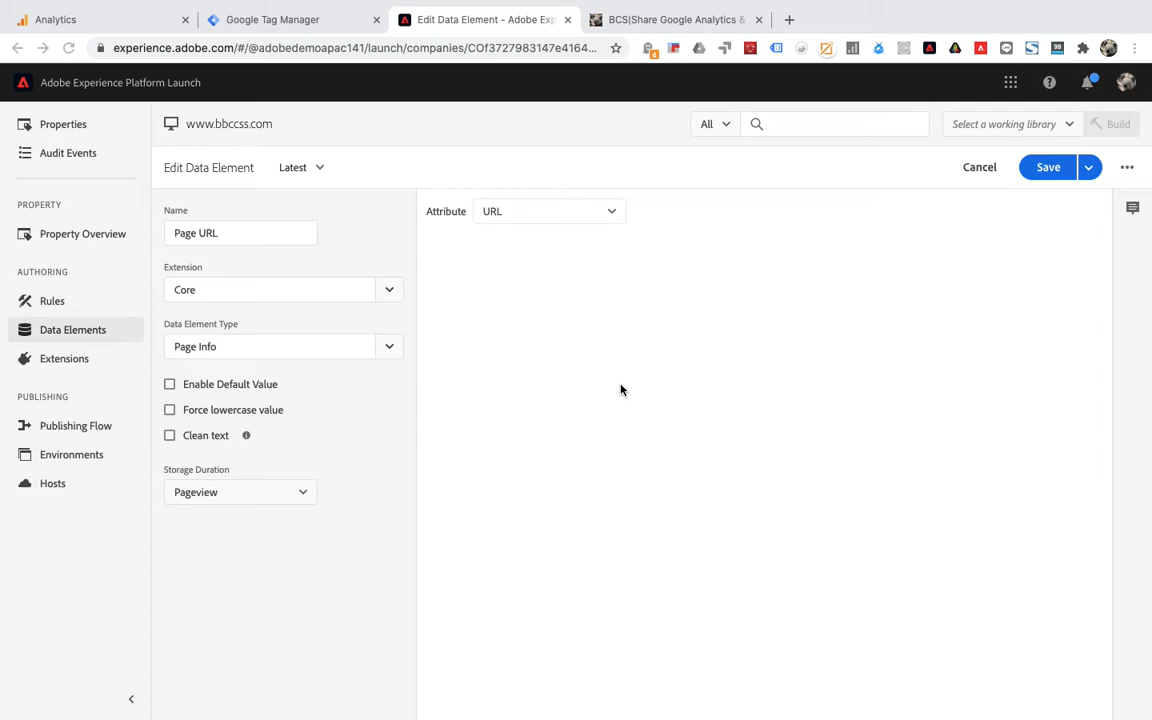 Analytics
Google Tag Manager
Edit Data Element - Adobe Exp
BCS|Share Google Analytics &
experience.adobe.com/#/@adobedemoapac141/launch/companies/COf3727983147e4164...
4
98
Adobe Experience Platform Launch
Properties
Audit Events
PROPERTY
Property Overview
AUTHORING
Rules
Data Elements
Extensions
PUBLISHING
Publishing Flow
Environments
Hosts
www.bbccss.com
All
Select a working library
Build
Edit Data Element
Latest
Cancel
Save
Name
Page URL
Extension
Core
Data Element Type
Page Info
Enable Default Value
Force lowercase value
Clean text
Storage Duration
Pageview
Attribute
URL